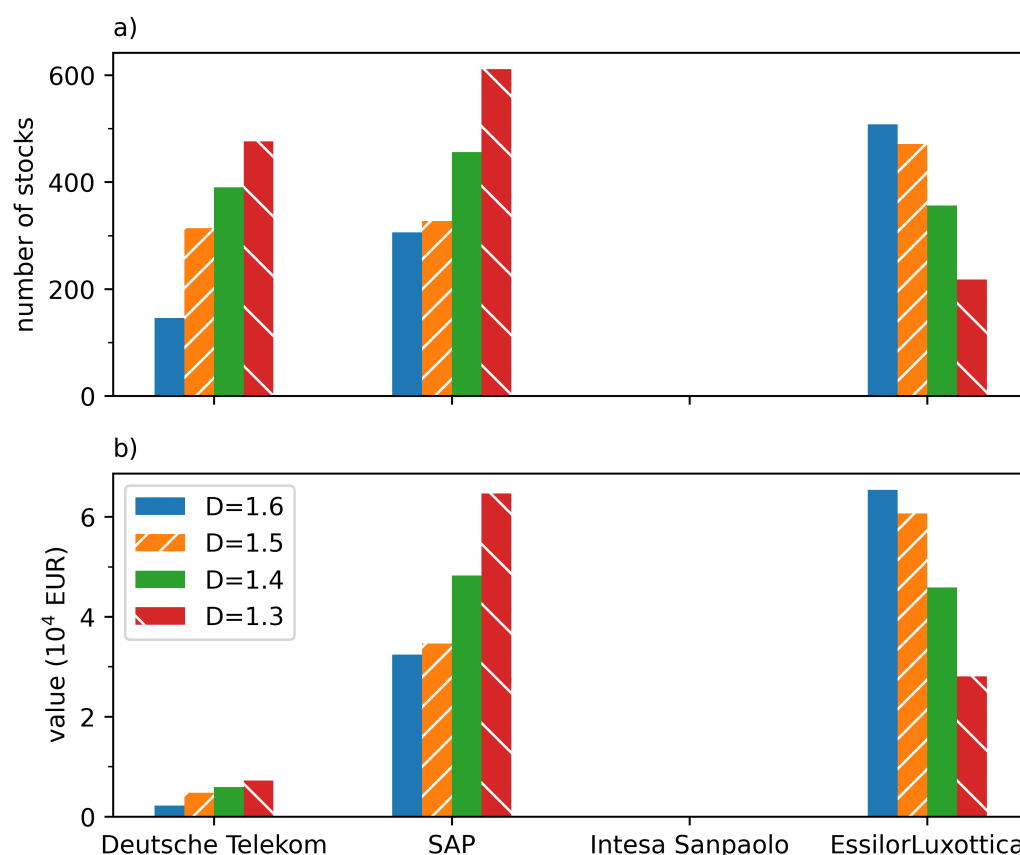 a)
600
400
200
0
number of stocks
b)
6
4
2
0
value (10⁴ EUR)
D=1.6
D=1.5
D=1.4
D=1.3
Deutsche Telekom SAP Intesa Sanpaolo EssilorLuxottica